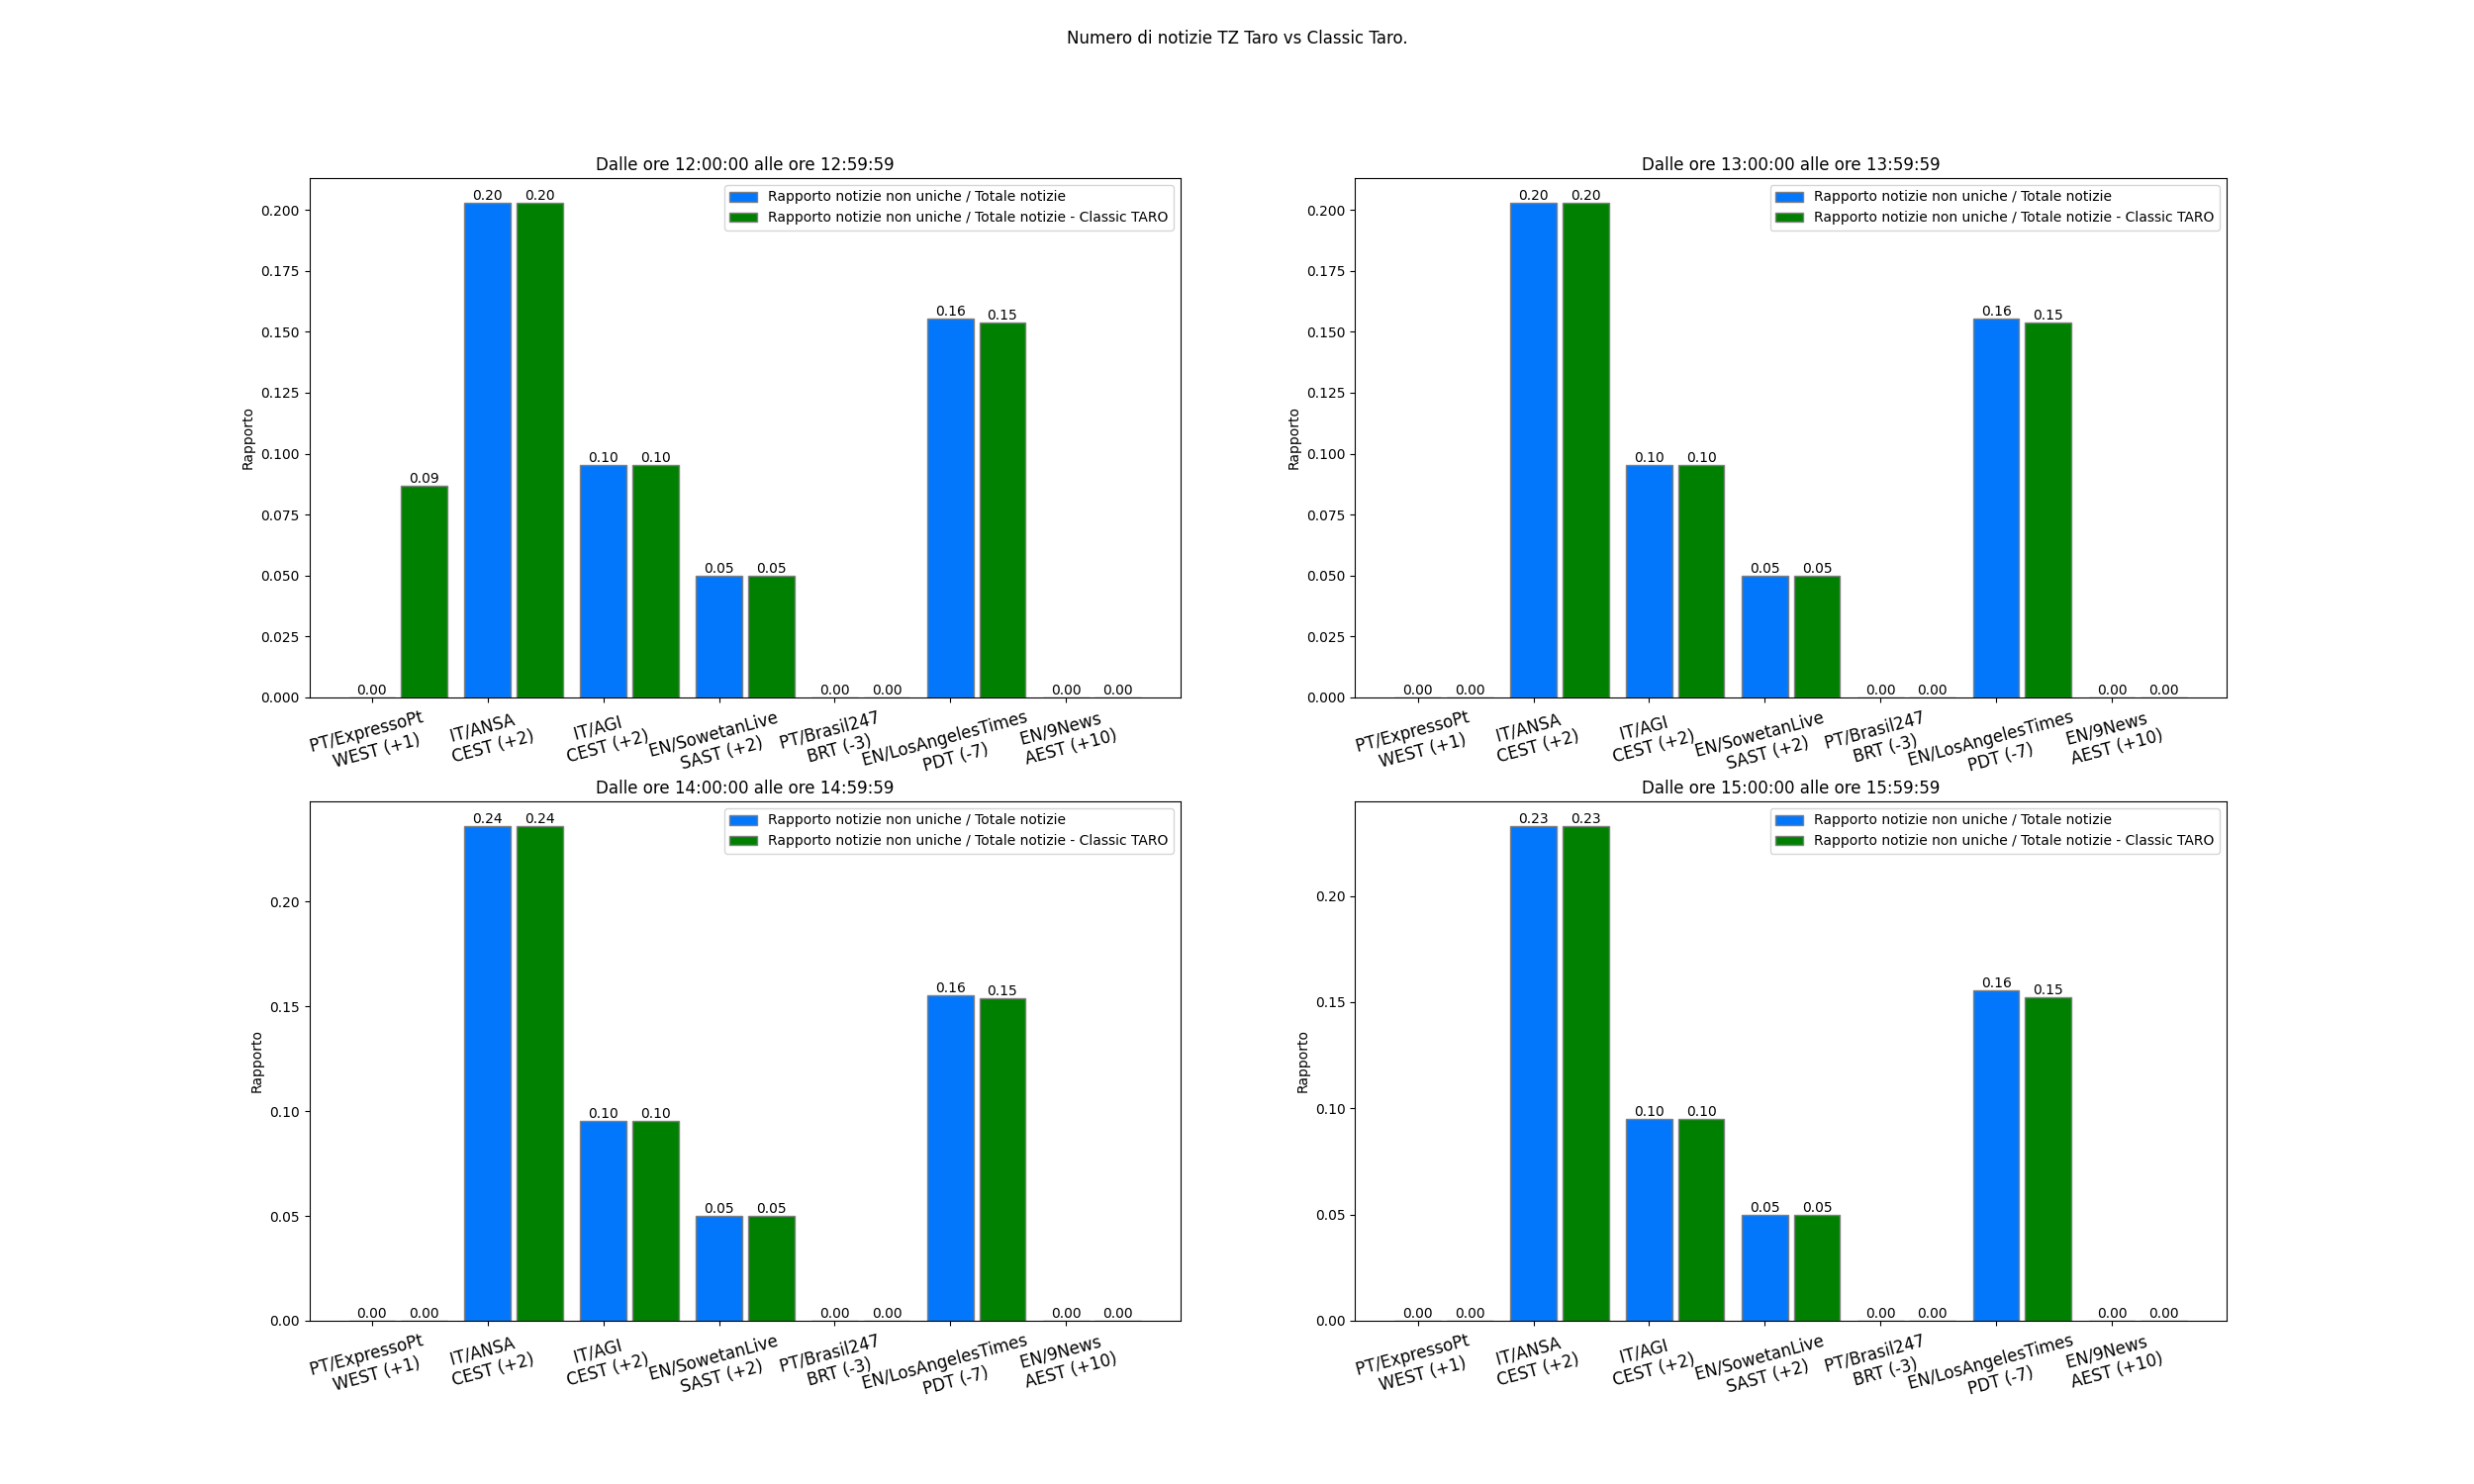 Numero di notizie TZ Taro vs Classic Taro.
Dalle ore 12:00:00 alle ore 12:59:59
Rapporto notizie non uniche / Totale notizie
Rapporto notizie non uniche / Totale notizie - Classic TARO
Rapporto
0.200
0.175
0.150
0.125
0.100
0.075
0.050
0.025
0.000
0.00 0.09 0.20 0.20 0.10 0.10 0.05 0.05 0.00 0.00 0.16 0.15 0.00 0.00
PT/ExpressoPt
WEST (+1)
IT/ANSA
CEST (+2)
IT/AGI
CEST (+2)
EN/SowetanLive
SAST (+2)
PT/Brasil247
BRT (-3)
EN/LosAngelesTimes
PDT (-7)
EN/9News
AEST (+10)
Dalle ore 13:00:00 alle ore 13:59:59
Rapporto notizie non uniche / Totale notizie
Rapporto notizie non uniche / Totale notizie - Classic TARO
Rapporto
0.200
0.175
0.150
0.125
0.100
0.075
0.050
0.025
0.000
0.00 0.00 0.20 0.20 0.10 0.10 0.05 0.05 0.00 0.00 0.16 0.15 0.00 0.00
PT/ExpressoPt
WEST (+1)
IT/ANSA
CEST (+2)
IT/AGI
CEST (+2)
EN/SowetanLive
SAST (+2)
PT/Brasil247
BRT (-3)
EN/LosAngelesTimes
PDT (-7)
EN/9News
AEST (+10)
Dalle ore 14:00:00 alle ore 14:59:59
Rapporto notizie non uniche / Totale notizie
Rapporto notizie non uniche / Totale notizie - Classic TARO
Rapporto
0.20
0.15
0.10
0.05
0.00
0.00 0.00 0.24 0.24 0.10 0.10 0.05 0.05 0.00 0.00 0.16 0.15 0.00 0.00
PT/ExpressoPt
WEST (+1)
IT/ANSA
CEST (+2)
IT/AGI
CEST (+2)
EN/SowetanLive
SAST (+2)
PT/Brasil247
BRT (-3)
EN/LosAngelesTimes
PDT (-7)
EN/9News
AEST (+10)
Dalle ore 15:00:00 alle ore 15:59:59
Rapporto notizie non uniche / Totale notizie
Rapporto notizie non uniche / Totale notizie - Classic TARO
Rapporto
0.20
0.15
0.10
0.05
0.00
0.00 0.00 0.23 0.23 0.10 0.10 0.05 0.05 0.00 0.00 0.16 0.15 0.00 0.00
PT/ExpressoPt
WEST (+1)
IT/ANSA
CEST (+2)
IT/AGI
CEST (+2)
EN/SowetanLive
SAST (+2)
PT/Brasil247
BRT (-3)
EN/LosAngelesTimes
PDT (-7)
EN/9News
AEST (+10)